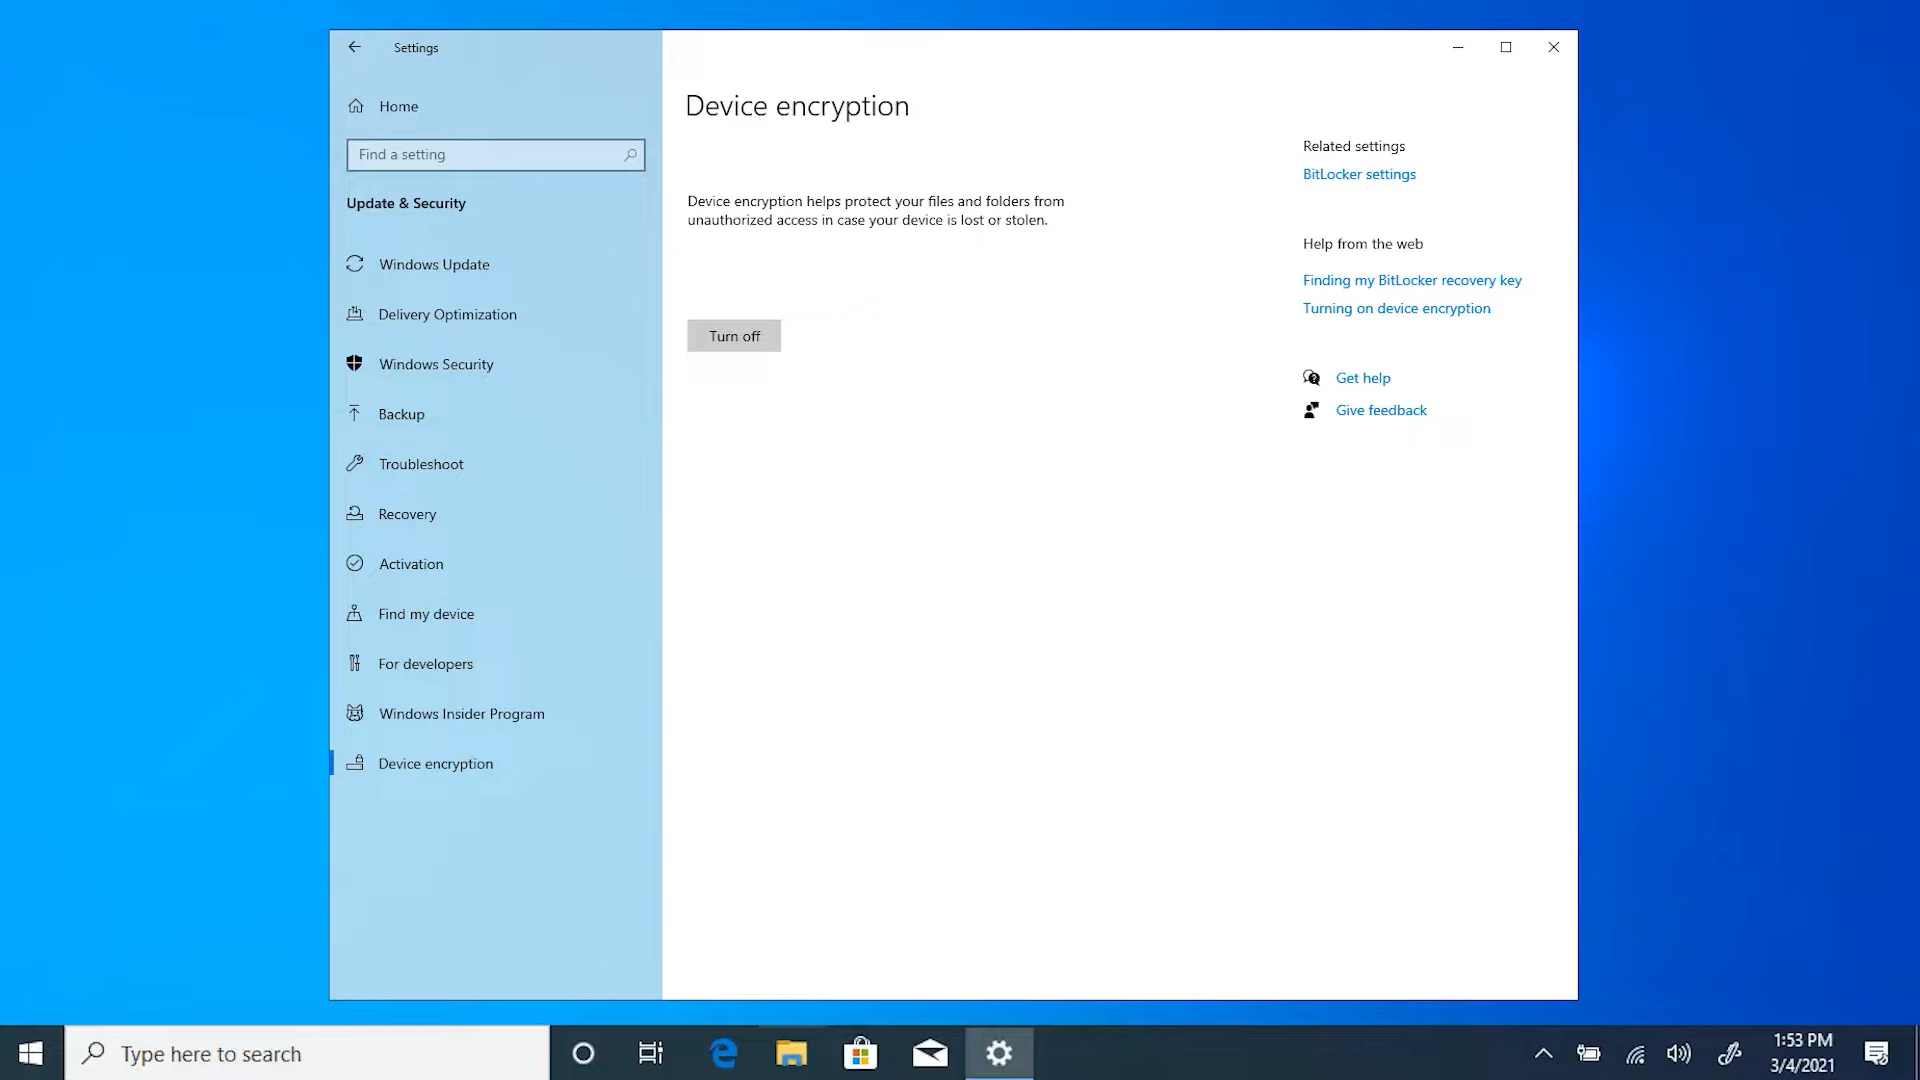 Settings
Home
Find a setting
Update & Security
Windows Update
Delivery Optimization
Windows Security
Backup
Troubleshoot
Recovery
Activation
Find my device
For developers
Windows Insider Program
Device encryption
Device encryption
Device encryption helps protect your files and folders from
unauthorized access in case your device is lost or stolen.
Turn off
Related settings
BitLocker settings
Help from the web
Finding my BitLocker recovery key
Turning on device encryption
Get help
Give feedback
Type here to search
1:53 PM
3/4/2021